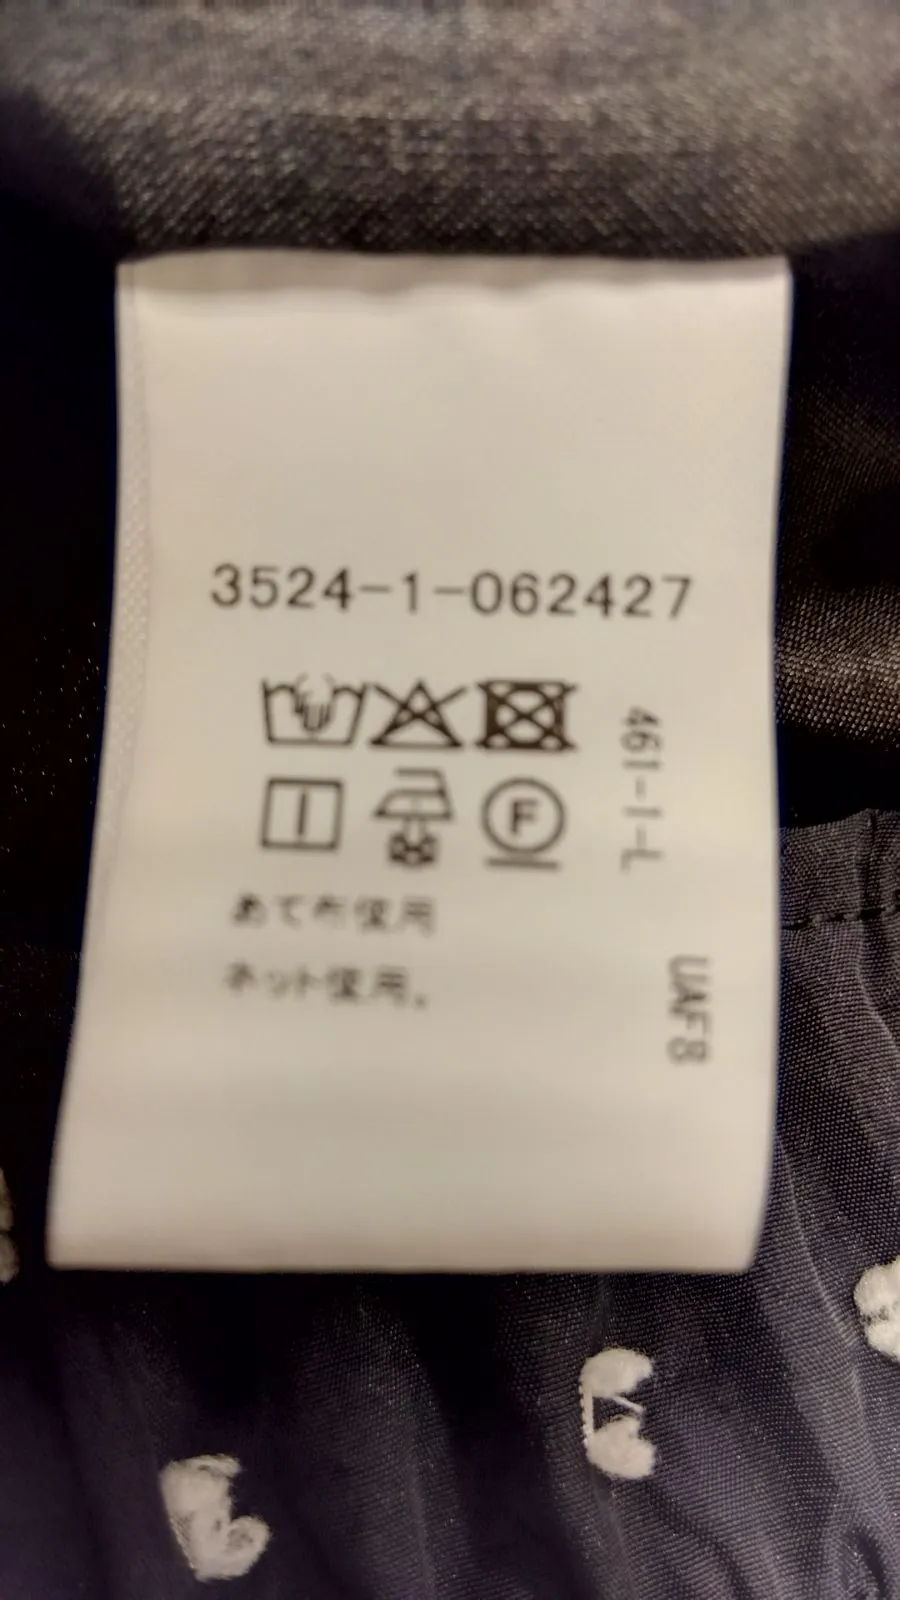 3524-1-062427
F
あて布使用
ネット使用。
461-1-L
UAF8